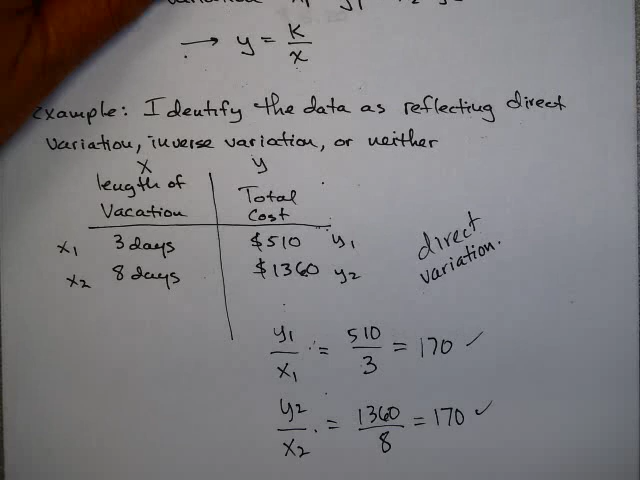 variation
→ y = K/x
Example: Identify the data as reflecting direct
variation, inverse variation, or neither
x y
length of Vacation Total Cost
x₁ 3 days $510 y₁
x₂ 8 days $1360 y₂
direct
variation.
y₁/x₁ = 510/3 = 170 ✓
y₂/x₂ = 1360/8 = 170 ✓